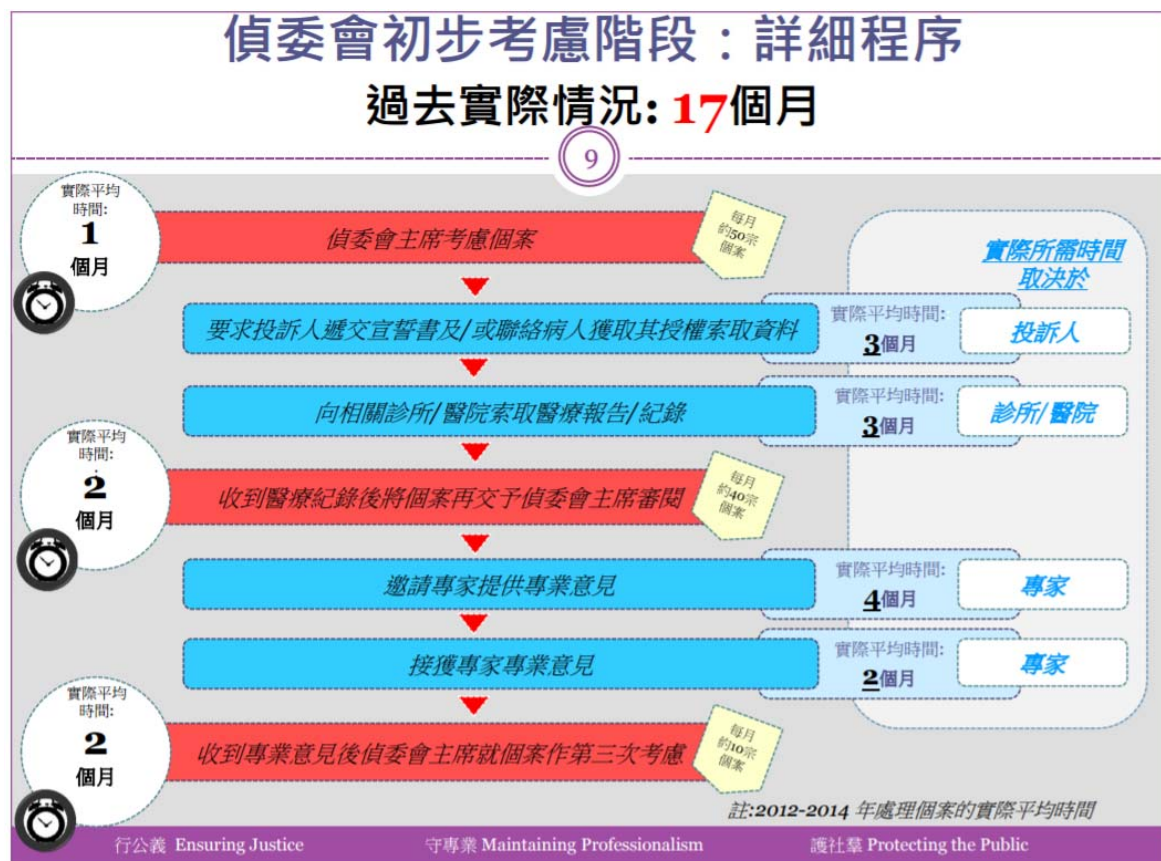 偵委會初步考慮階段：詳細程序
過去實際情況: 17個月
9
實際平均
時間:
1
個月
偵委會主席考慮個案
每月
約50宗
個案
實際所需時間
取決於
要求投訴人遞交宣誓書及/或聯絡病人獲取其授權索取資料
實際平均時間:
3個月
投訴人
向相關診所/醫院索取醫療報告/紀錄
實際平均時間:
3個月
診所/醫院
實際平均
時間:
2
個月
收到醫療紀錄後將個案再交予偵委會主席審閱
每月
約40宗
個案
邀請專家提供專業意見
實際平均時間:
4個月
專家
接獲專家專業意見
實際平均時間:
2個月
專家
實際平均
時間:
2
個月
收到專業意見後偵委會主席就個案作第三次考慮
每月
約10宗
個案
註:2012-2014 年處理個案的實際平均時間
行公義 Ensuring Justice
守專業 Maintaining Professionalism
護社羣 Protecting the Public